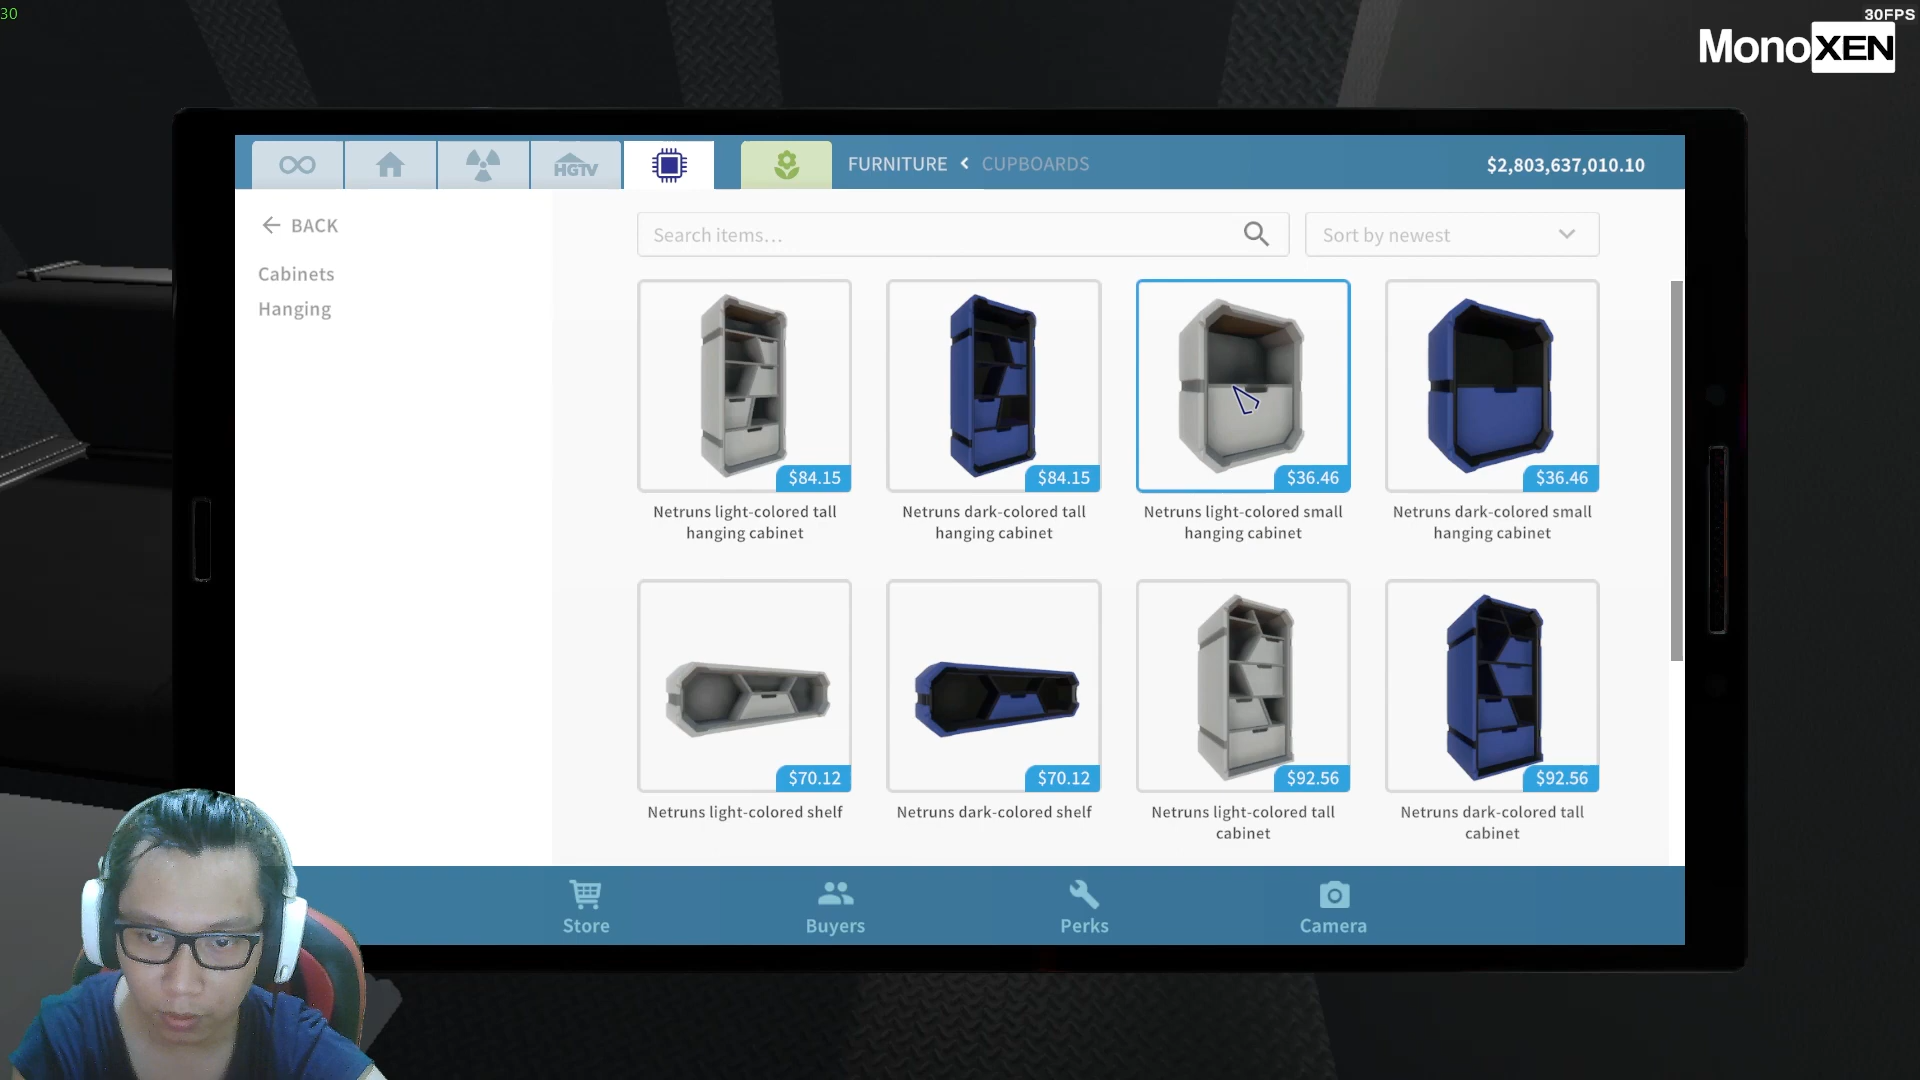 30
30FPS
MonoXEN
HGTV
FURNITURE
CUPBOARDS
$2,803,637,010.10
BACK
Cabinets
Hanging
Search items...
Sort by newest
$84.15
$84.15
$36.46
$36.46
Netruns light-colored tall
hanging cabinet
Netruns dark-colored tall
hanging cabinet
Netruns light-colored small
hanging cabinet
Netruns dark-colored small
hanging cabinet
$70.12
$70.12
$92.56
$92.56
Netruns light-colored shelf
Netruns dark-colored shelf
Netruns light-colored tall
cabinet
Netruns dark-colored tall
cabinet
Store
Buyers
Perks
Camera